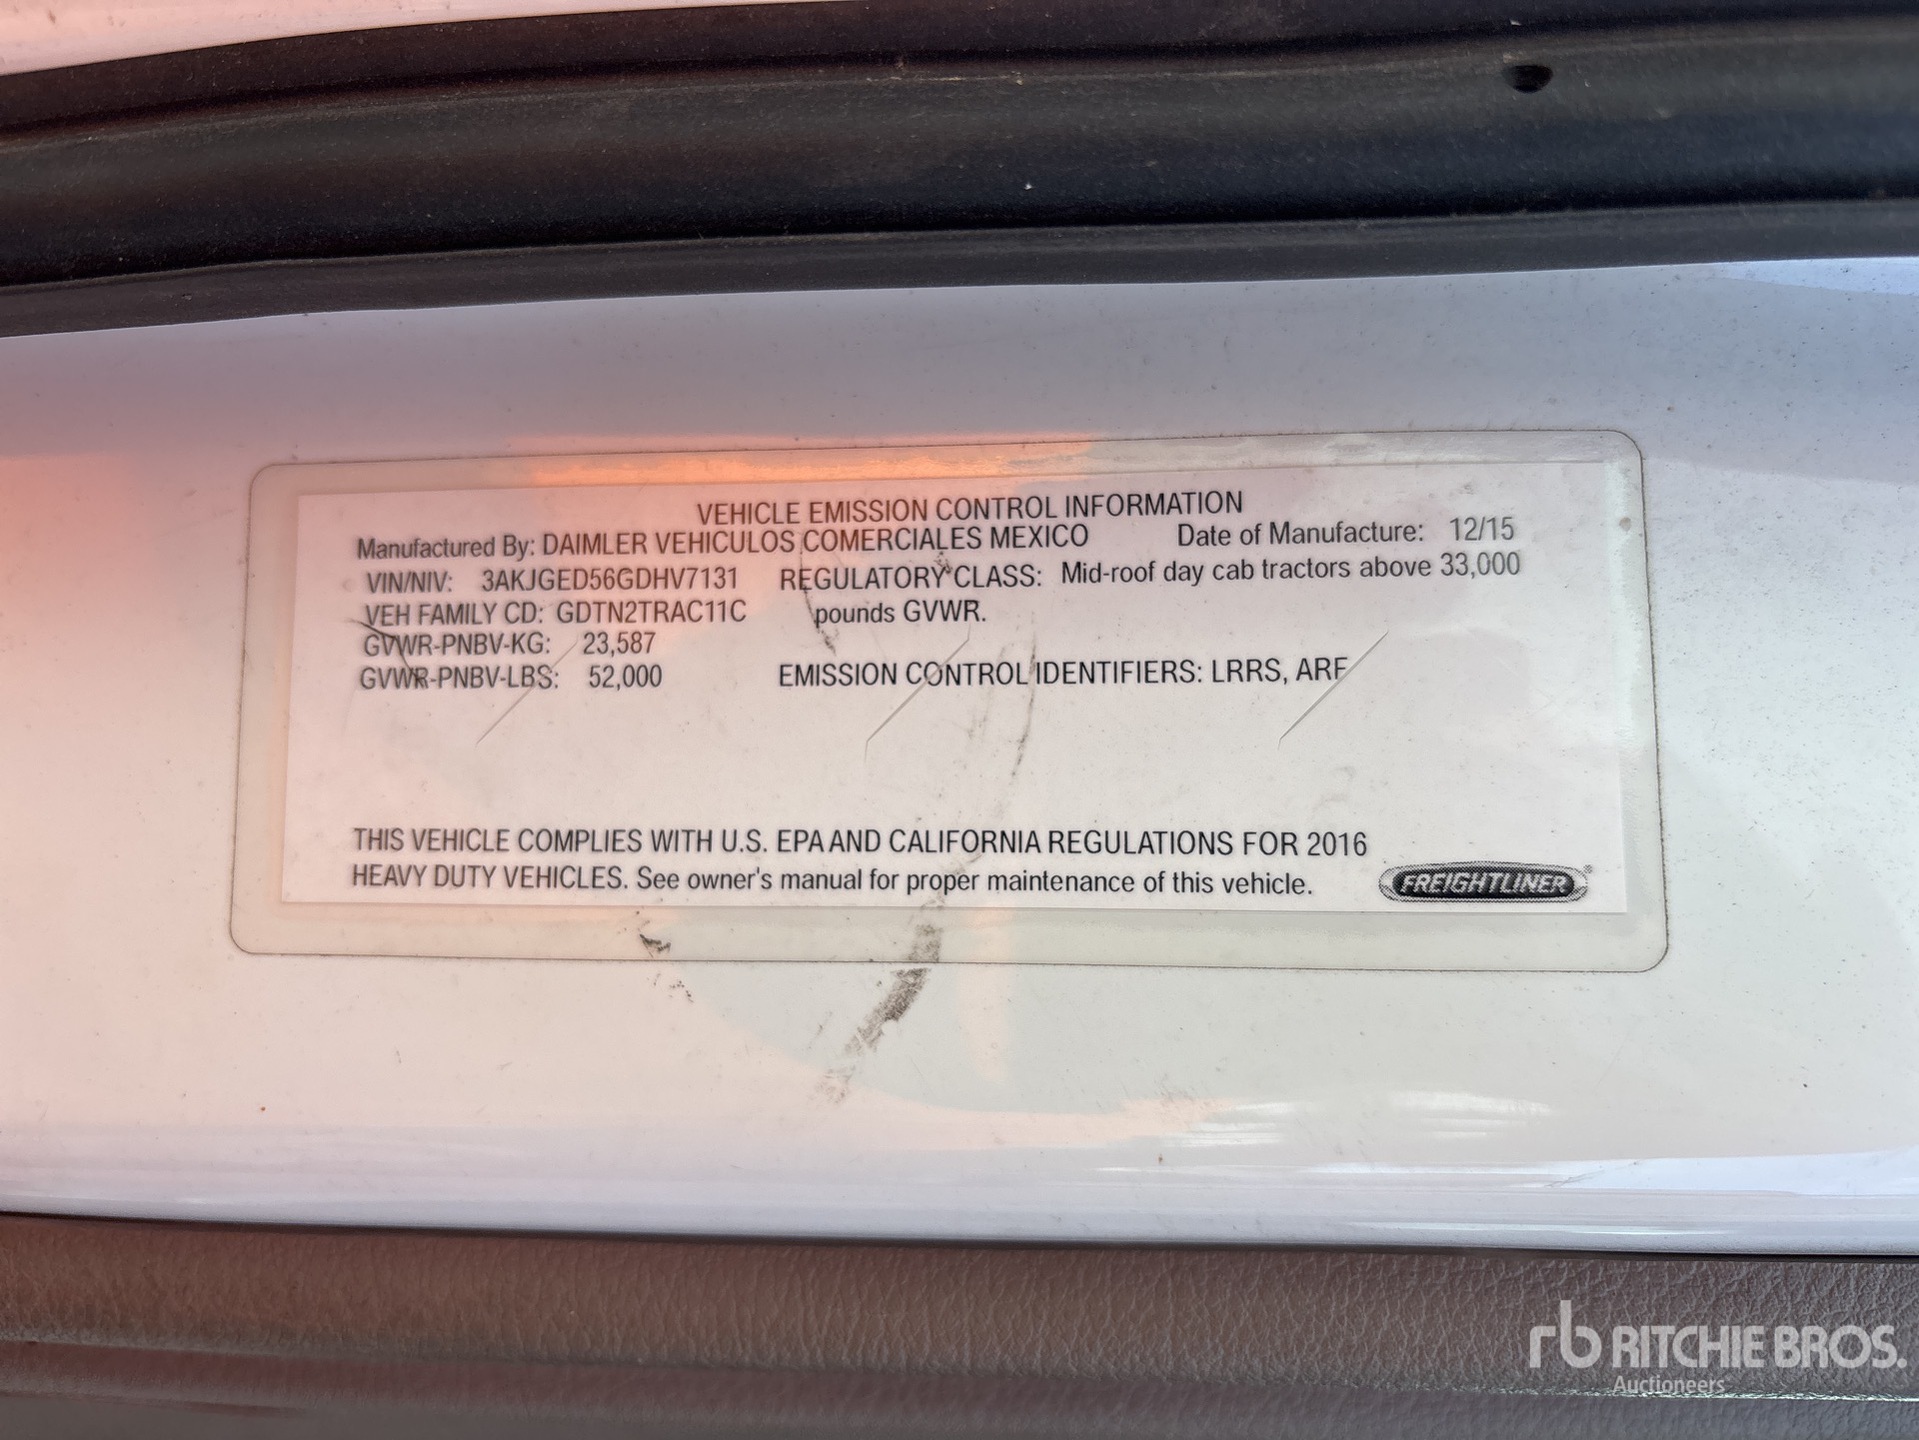 VEHICLE EMISSION CONTROL INFORMATION
Manufactured By: DAIMLER VEHICULOS COMERCIALES MEXICO Date of Manufacture: 12/15
VIN/NIV: 3AKJGED56GDHV7131 REGULATORY CLASS: Mid-roof day cab tractors above 33,000
VEH FAMILY CD: GDTN2TRAC11C pounds GVWR.
GVWR-PNBV-KG: 23,587
GVWR-PNBV-LBS: 52,000 EMISSION CONTROL IDENTIFIERS: LRRS, ARF
THIS VEHICLE COMPLIES WITH U.S. EPA AND CALIFORNIA REGULATIONS FOR 2016
HEAVY DUTY VEHICLES. See owner's manual for proper maintenance of this vehicle.
FREIGHTLINER
rb RITCHIE BROS.
Auctioneers